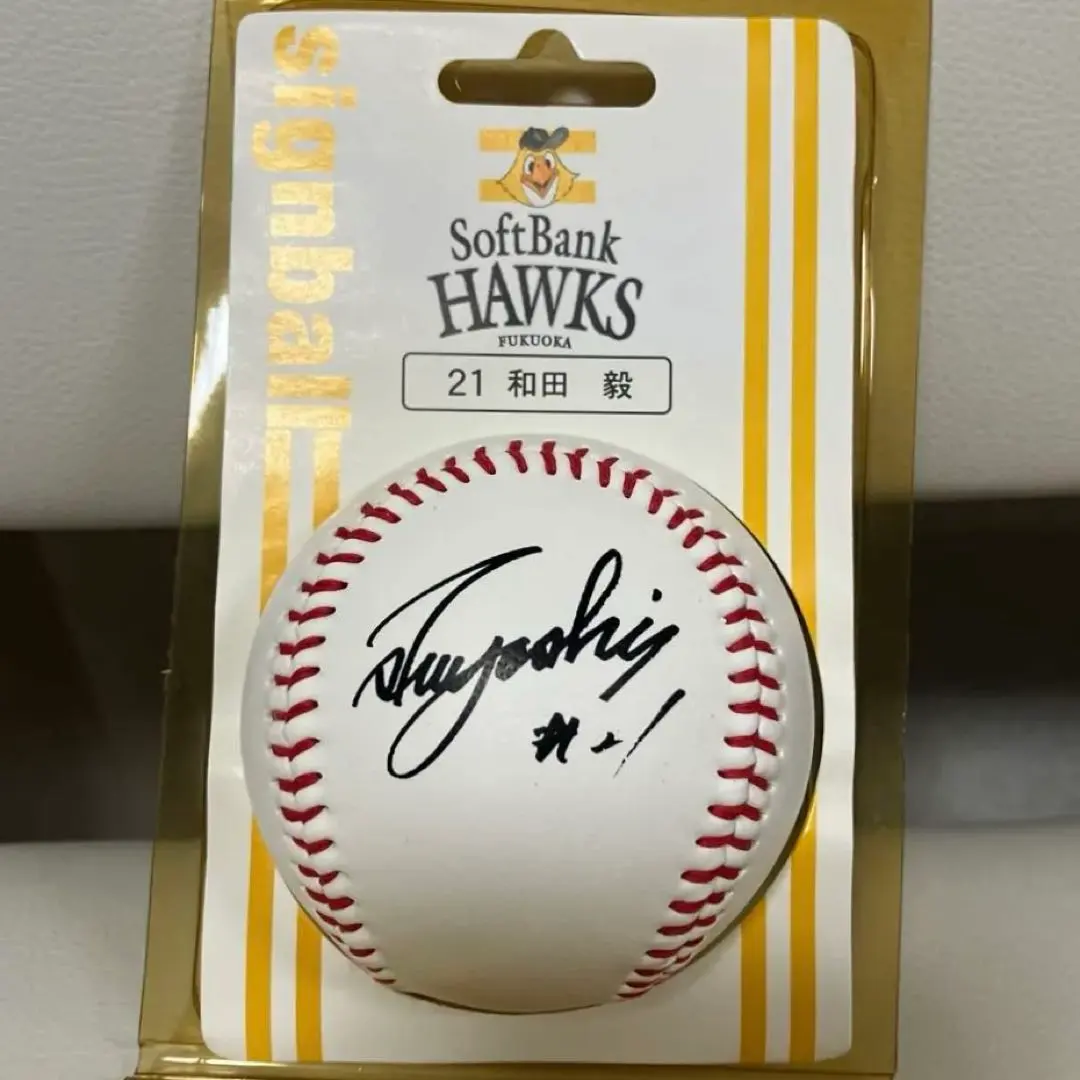 signball
SoftBank
HAWKS
FUKUOKA
21 和田 毅
Tsuyoshi
#21